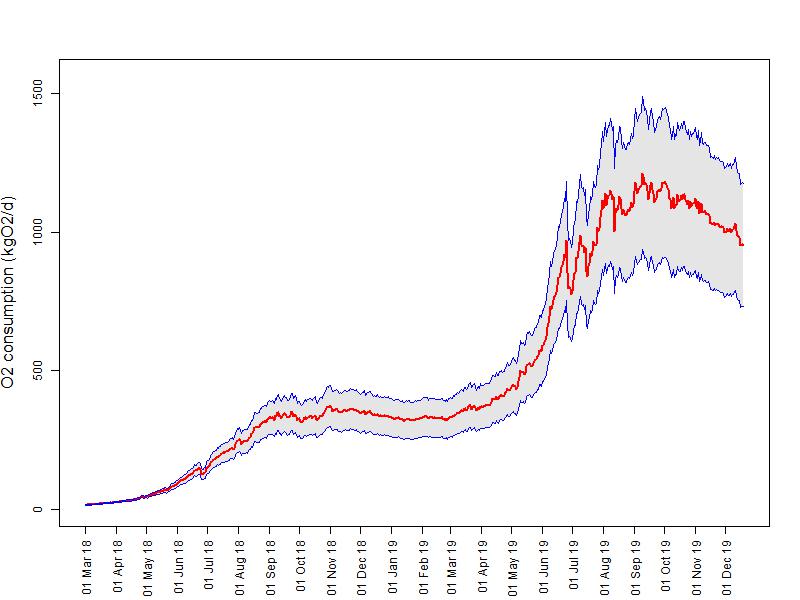 O2 consumption (kgO2/d)
1500
1000
500
0
01 Mar 18
01 Apr 18
01 May 18
01 Jun 18
01 Jul 18
01 Aug 18
01 Sep 18
01 Oct 18
01 Nov 18
01 Dec 18
01 Jan 19
01 Feb 19
01 Mar 19
01 Apr 19
01 May 19
01 Jun 19
01 Jul 19
01 Aug 19
01 Sep 19
01 Oct 19
01 Nov 19
01 Dec 19